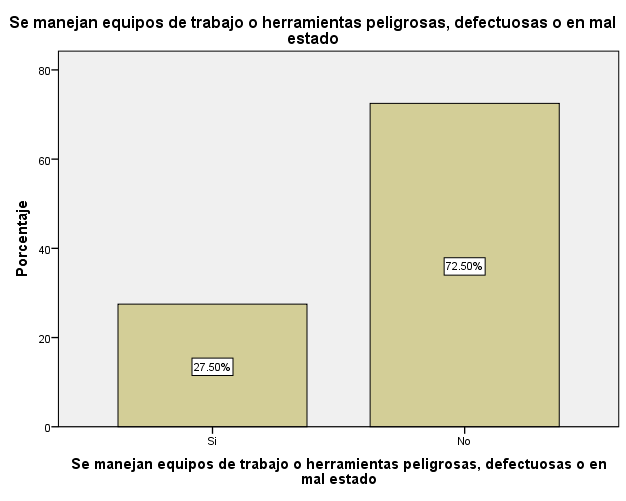 Se manejan equipos de trabajo o herramientas peligrosas, defectuosas o en mal
estado
80
60
40
20
0
Porcentaje
27.50%
72.50%
Si
No
Se manejan equipos de trabajo o herramientas peligrosas, defectuosas o en
mal estado